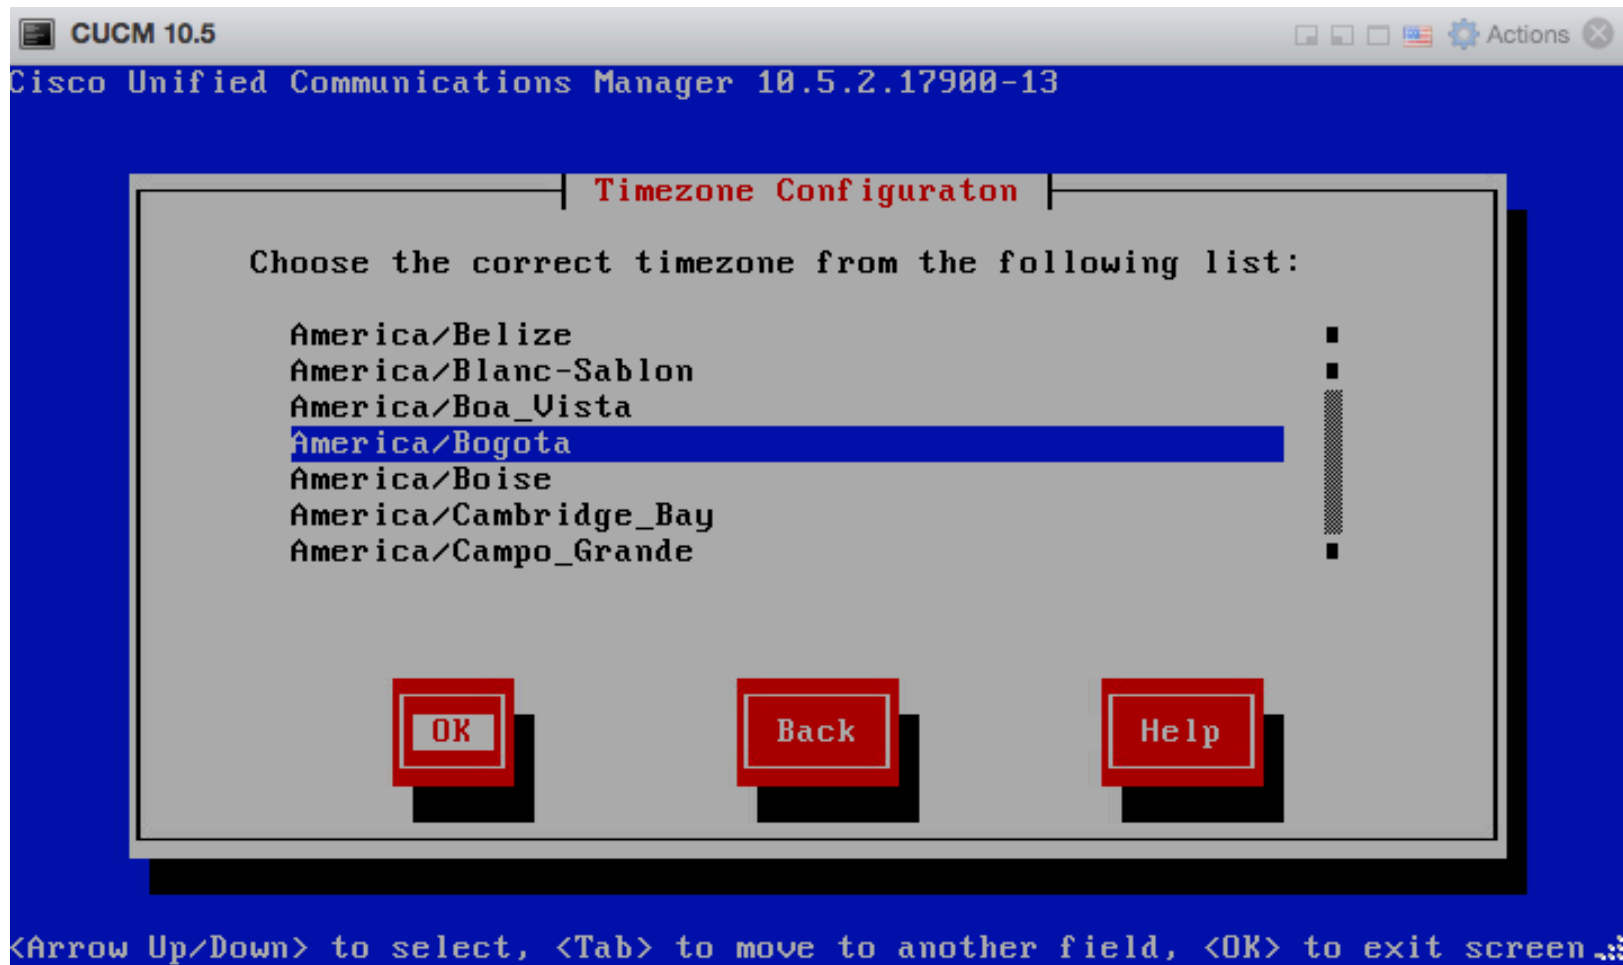 CUCM 10.5
Actions
Cisco Unified Communications Manager 10.5.2.17900-13
Timezone Configuraton
Choose the correct timezone from the following list:
America/Belize
America/Blanc-Sablon
America/Boa_Vista
America/Bogota
America/Boise
America/Cambridge_Bay
America/Campo_Grande
OK
Back
Help
<Arrow Up/Down> to select, <Tab> to move to another field, <OK> to exit screen.